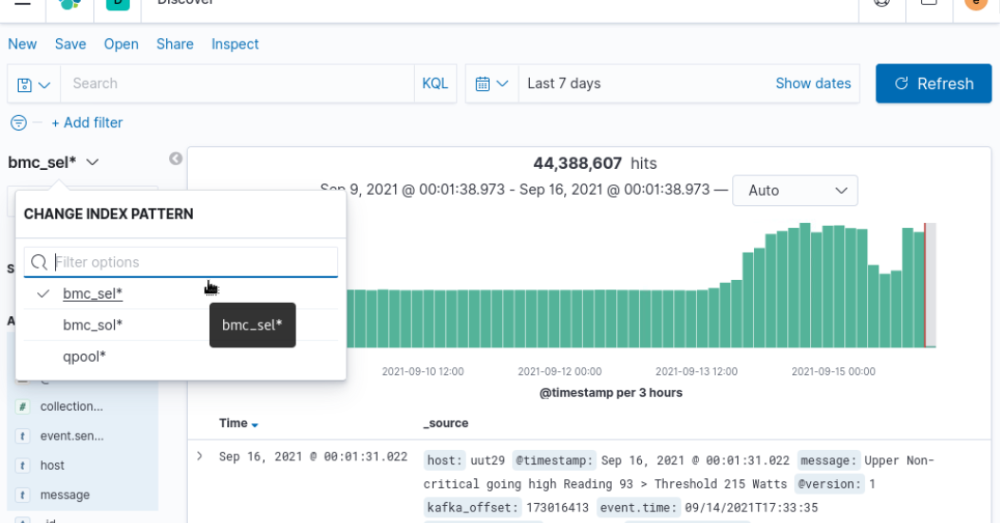 D Discover e
New Save Open Share Inspect
Search KQL Last 7 days Show dates Refresh
+ Add filter
bmc_sel*
44,388,607 hits
Sep 9, 2021 @ 00:01:38.973 - Sep 16, 2021 @ 00:01:38.973 — Auto
CHANGE INDEX PATTERN
Filter options
bmc_sel*
bmc_sol*
bmc_sel*
qpool*
2021-09-10 12:00 2021-09-12 00:00 2021-09-13 12:00 2021-09-15 00:00
@timestamp per 3 hours
# collection...
t event.sen...
t host
t message
Time _source
Sep 16, 2021 @ 00:01:31.022 host: uut29 @timestamp: Sep 16, 2021 @ 00:01:31.022 message: Upper Non-
critical going high Reading 93 > Threshold 215 Watts @version: 1
kafka_offset: 173016413 event.time: 09/14/2021T17:33:35